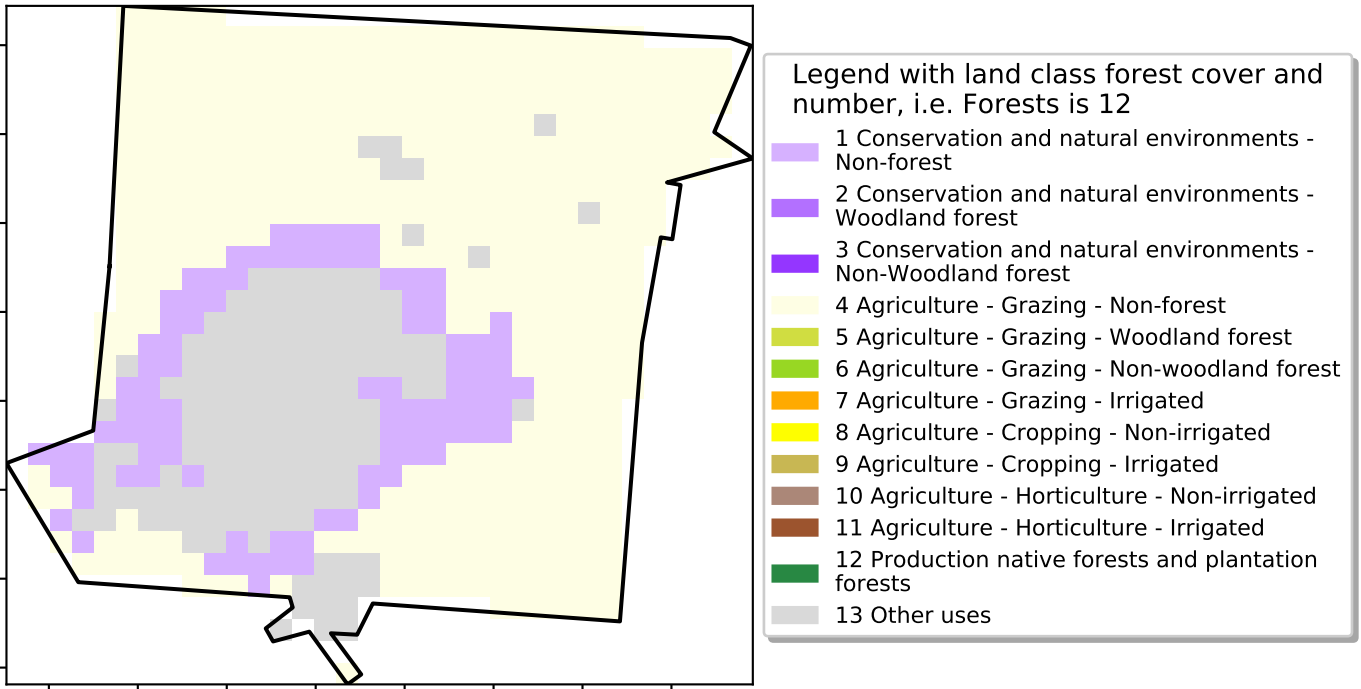 Legend with land class forest cover and
number, i.e. Forests is 12
1 Conservation and natural environments -
Non-forest
2 Conservation and natural environments -
Woodland forest
3 Conservation and natural environments -
Non-Woodland forest
4 Agriculture - Grazing - Non-forest
5 Agriculture - Grazing - Woodland forest
6 Agriculture - Grazing - Non-woodland forest
7 Agriculture - Grazing - Irrigated
8 Agriculture - Cropping - Non-irrigated
9 Agriculture - Cropping - Irrigated
10 Agriculture - Horticulture - Non-irrigated
11 Agriculture - Horticulture - Irrigated
12 Production native forests and plantation
forests
13 Other uses